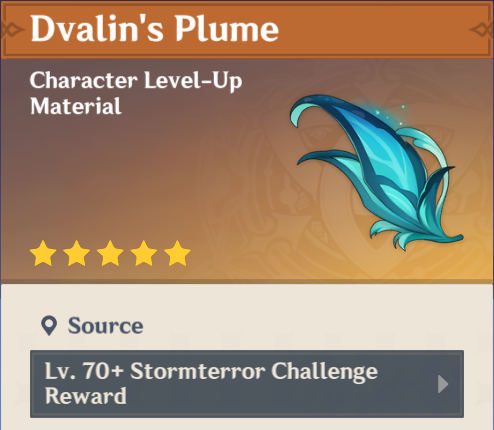 Dvalin's Plume
Character Level-Up
Material
Source
Lv. 70+ Stormterror Challenge
Reward